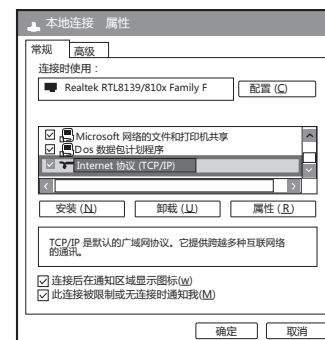 本地连接 属性
常规 高级
连接时使用：
Realtek RTL8139/810x Family F 配置 (C)
Microsoft 网络的文件和打印机共享
Dos 数据包计划程序
Internet 协议 (TCP/IP)
安装 (N) 卸载 (U) 属性 (R)
TCP/IP 是默认的广域网协议。它提供跨越多种互联网络
的通讯。
连接后在通知区域显示图标(w)
此连接被限制或无连接时通知我(M)
确定 取消